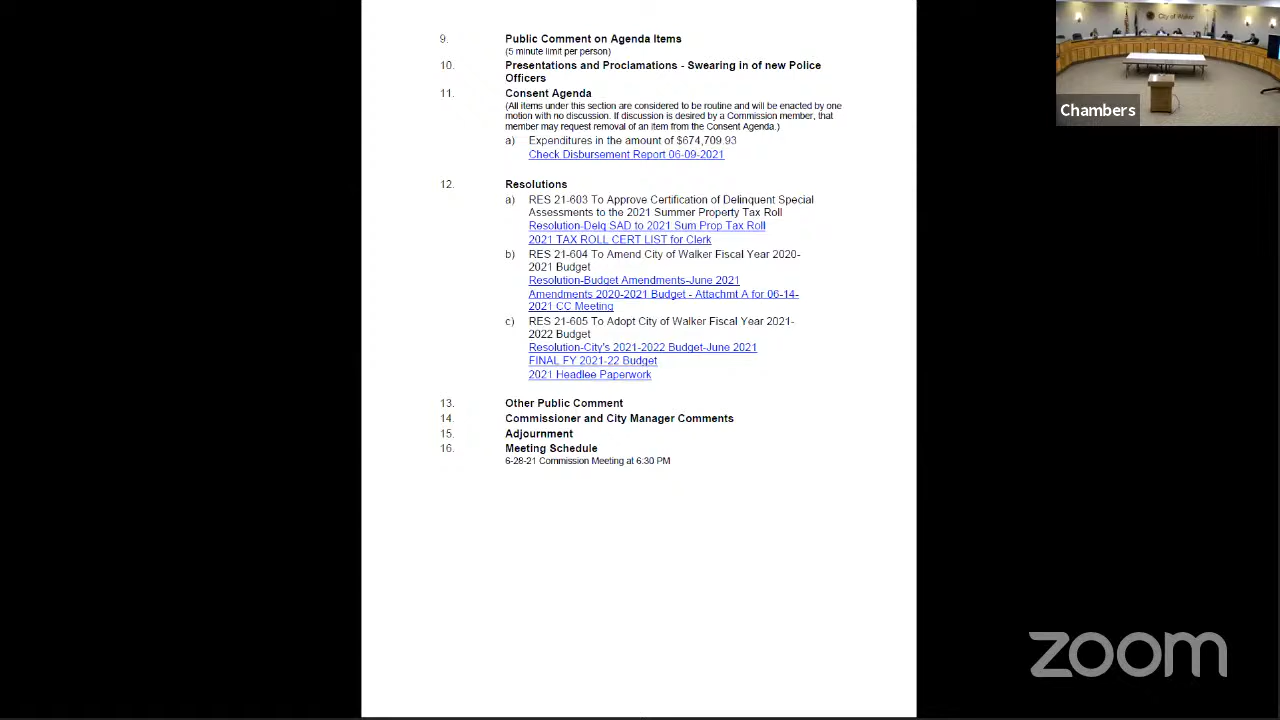 9. Public Comment on Agenda Items
(5 minute limit per person)
10. Presentations and Proclamations - Swearing in of new Police
Officers
11. Consent Agenda
(All items under this section are considered to be routine and will be enacted by one
motion with no discussion. If discussion is desired by a Commission member, that
member may request removal of an item from the Consent Agenda.)
a) Expenditures in the amount of $674,709.93
Check Disbursement Report 06-09-2021
12. Resolutions
a) RES 21-603 To Approve Certification of Delinquent Special
Assessments to the 2021 Summer Property Tax Roll
Resolution-Delq SAD to 2021 Sum Prop Tax Roll
2021 TAX ROLL CERT LIST for Clerk
b) RES 21-604 To Amend City of Walker Fiscal Year 2020-
2021 Budget
Resolution-Budget Amendments-June 2021
Amendments 2020-2021 Budget - Attachmt A for 06-14-
2021 CC Meeting
c) RES 21-605 To Adopt City of Walker Fiscal Year 2021-
2022 Budget
Resolution-City's 2021-2022 Budget-June 2021
FINAL FY 2021-22 Budget
2021 Headlee Paperwork
13. Other Public Comment
14. Commissioner and City Manager Comments
15. Adjournment
16. Meeting Schedule
6-28-21 Commission Meeting at 6:30 PM
City of Walker
Chambers
zoom